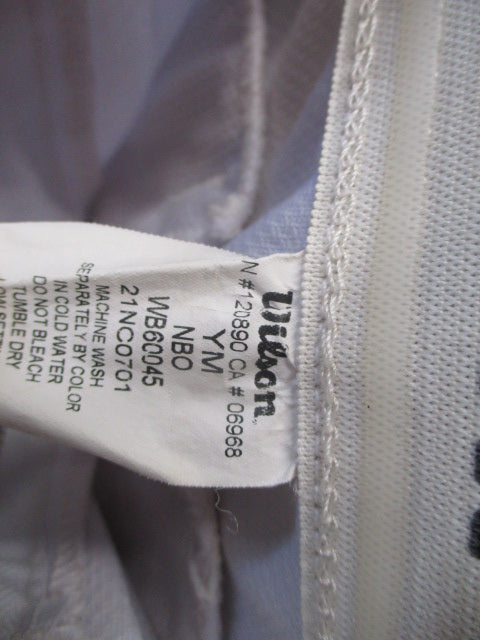 Wilson
N #120890 CA # 06968
YM
NBO
WB60045
21NC0701
MACHINE WASH
SEPARATELY BY COLOR
IN COLD WATER
DO NOT BLEACH
TUMBLE DRY